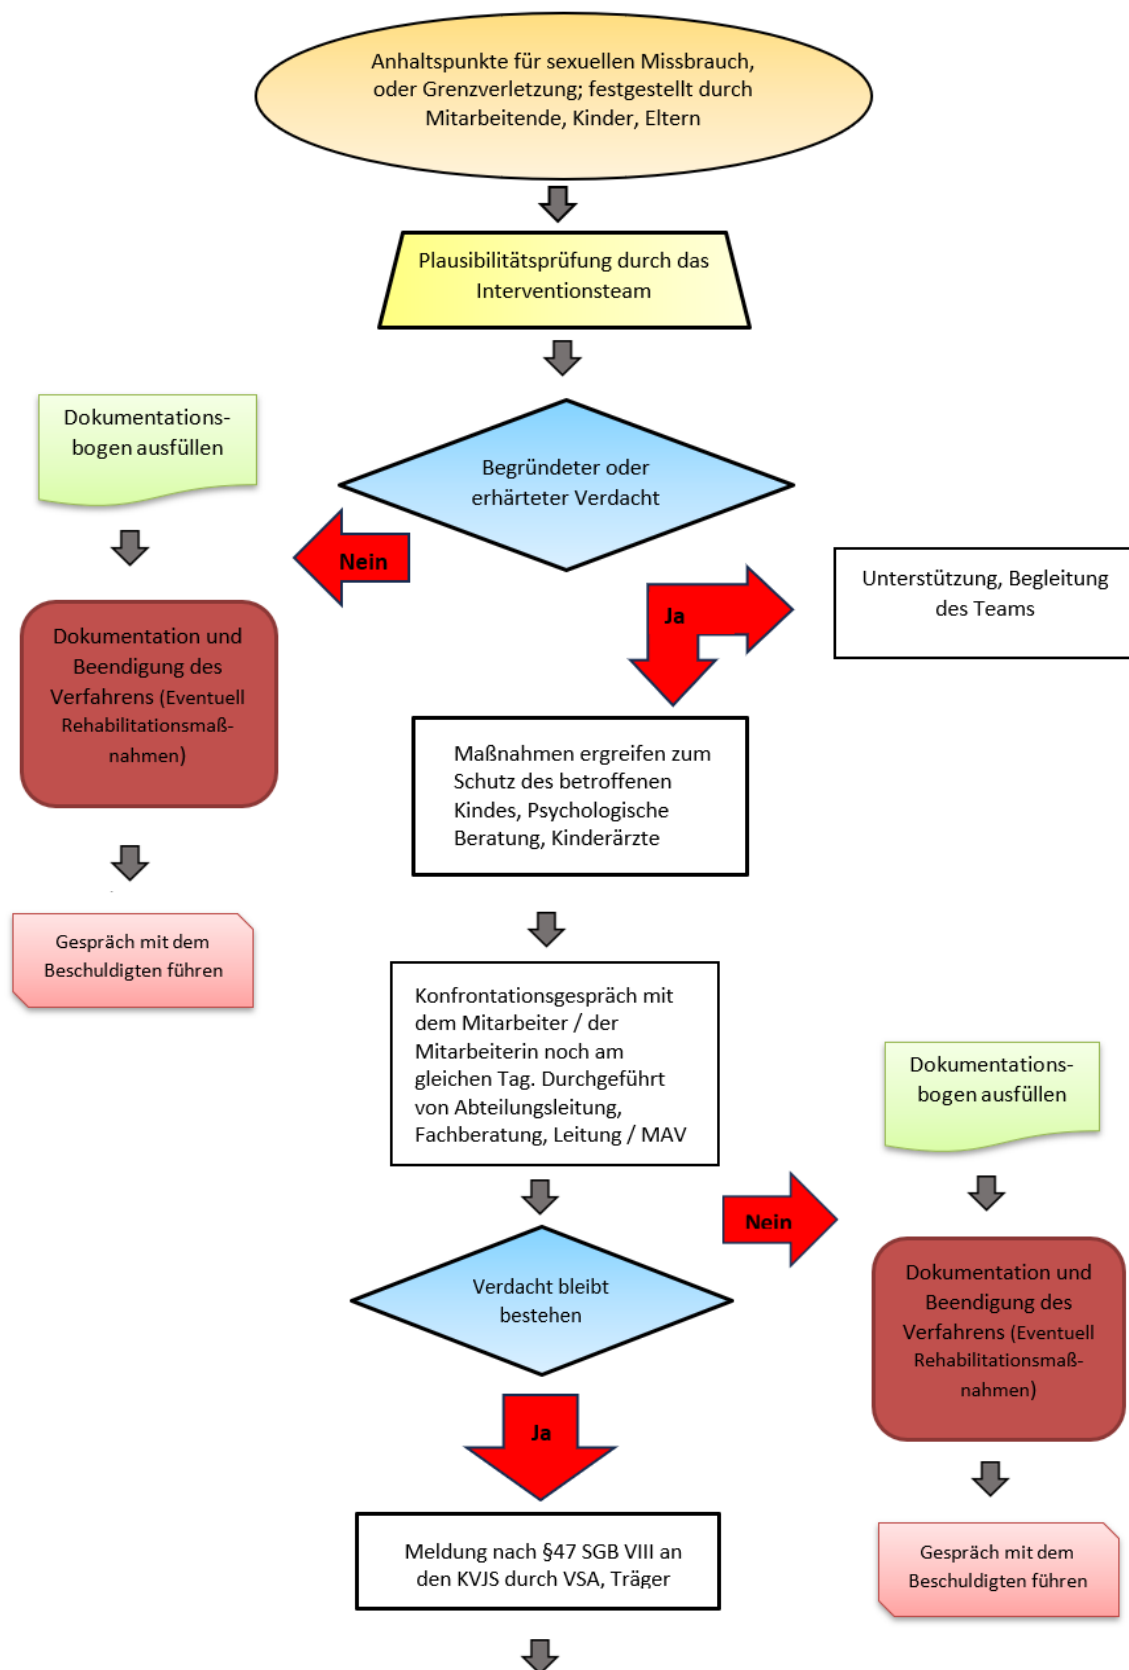 Anhaltspunkte für sexuellen Missbrauch,
oder Grenzverletzung; festgestellt durch
Mitarbeitende, Kinder, Eltern
Plausibilitätsprüfung durch das
Interventionsteam
Begründeter oder
erhärteter Verdacht
Dokumentations-
bogen ausfüllen
Nein
Dokumentation und
Beendigung des
Verfahrens (Eventuell
Rehabilitationsmaß-
nahmen)
Gespräch mit dem
Beschuldigten führen
Ja
Unterstützung, Begleitung
des Teams
Maßnahmen ergreifen zum
Schutz des betroffenen
Kindes, Psychologische
Beratung, Kinderärzte
Konfrontationsgespräch mit
dem Mitarbeiter / der
Mitarbeiterin noch am
gleichen Tag. Durchgeführt
von Abteilungsleitung,
Fachberatung, Leitung / MAV
Verdacht bleibt
bestehen
Nein
Dokumentations-
bogen ausfüllen
Dokumentation und
Beendigung des
Verfahrens (Eventuell
Rehabilitationsmaß-
nahmen)
Gespräch mit dem
Beschuldigten führen
Ja
Meldung nach §47 SGB VIII an
den KVJS durch VSA, Träger